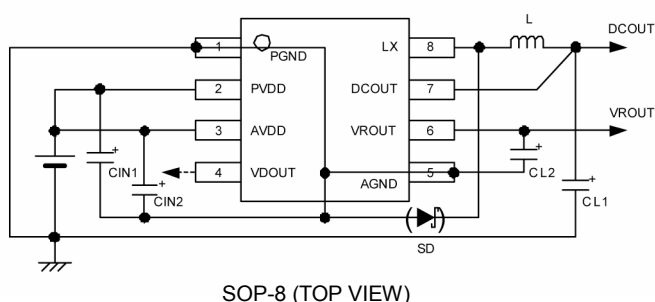 1 PGND
2 PVDD
3 AVDD
4 VDOUT
LX 8
DCOUT 7
VROUT 6
AGND 5
L
DCOUT
VROUT
+
CIN1
+
CIN2
+
CL2
+
CL1
( )
SD
SOP-8 (TOP VIEW)